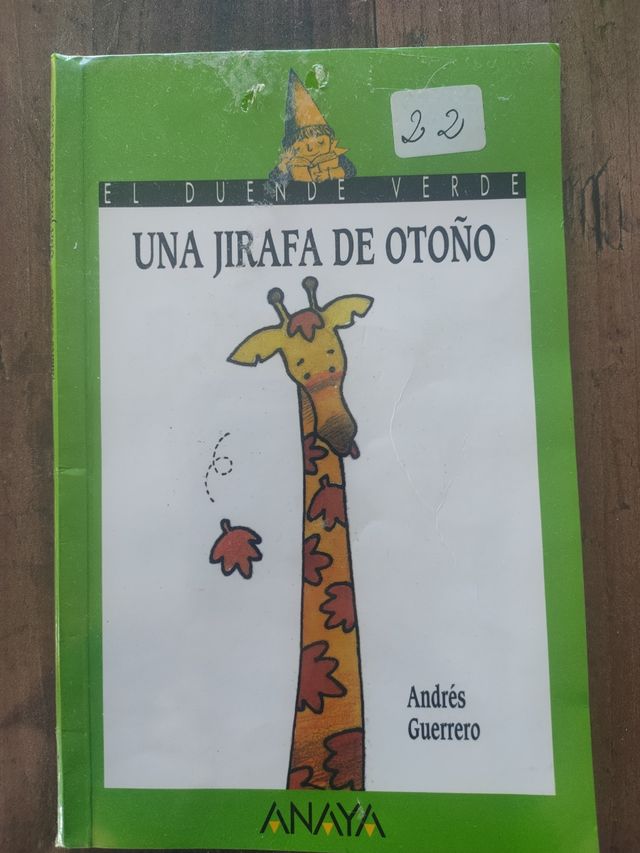 22
EL DUENDE VERDE
UNA JIRAFA DE OTOÑO
Andrés
Guerrero
ANAYA